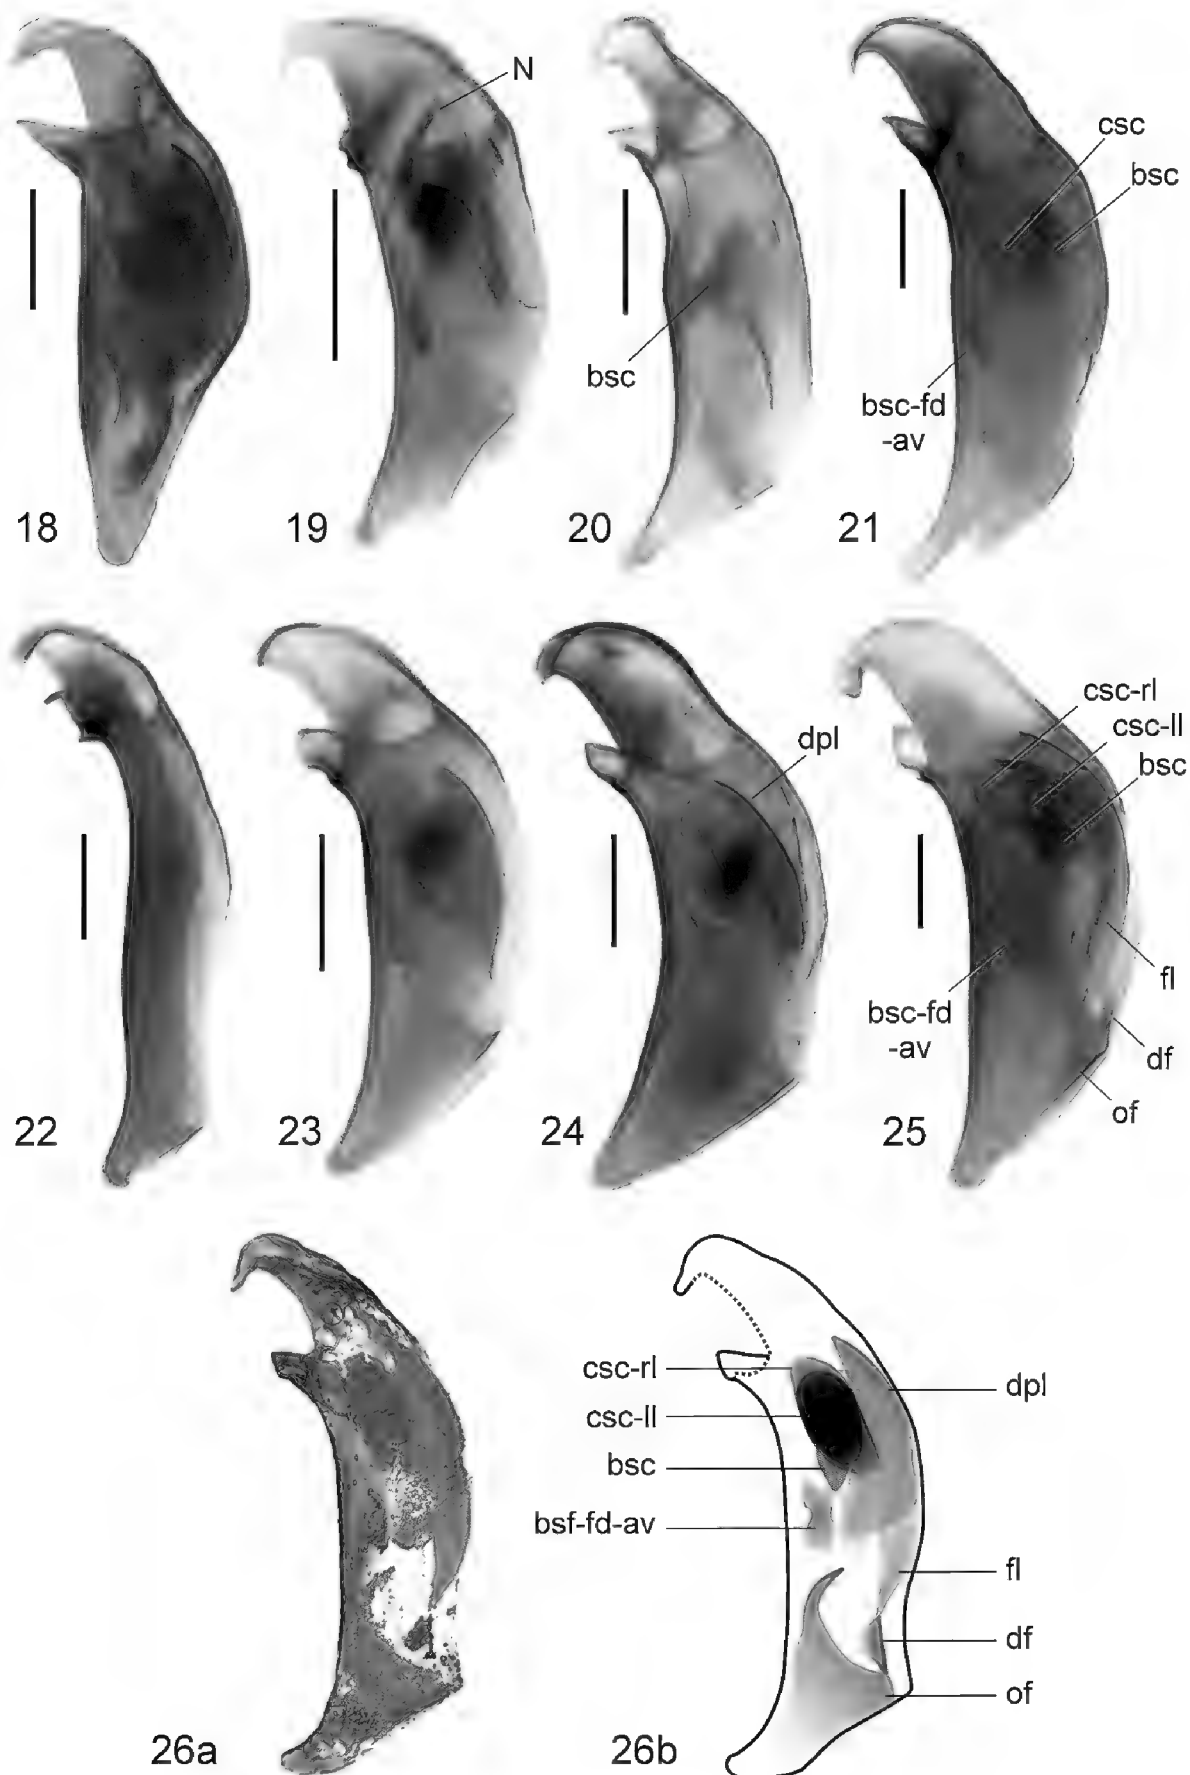 N
csc
bsc
bsc
bsc-fd
-av
18
19
20
21
csc-rl
csc-ll
bsc
dpl
fl
bsc-fd
-av
df
of
22
23
24
25
csc-rl
dpl
csc-ll
bsc
bsf-fd-av
fl
df
of
26a
26b